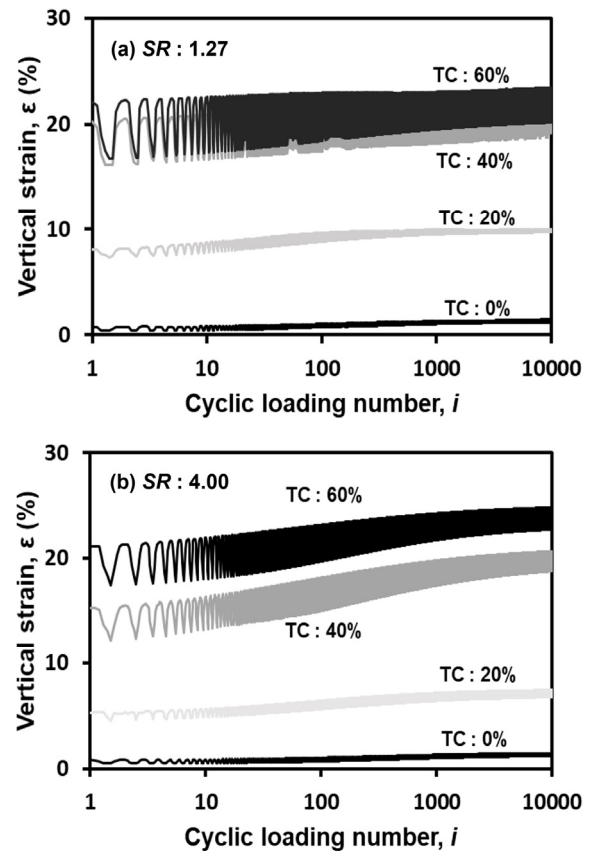 30
(a) SR : 1.27
TC : 60%
20
TC : 40%
Vertical strain, ε (%)
TC : 20%
10
TC : 0%
0
1 10 100 1000 10000
Cyclic loading number, i
30
(b) SR : 4.00
TC : 60%
20
TC : 40%
Vertical strain, ε (%)
TC : 20%
10
TC : 0%
0
1 10 100 1000 10000
Cyclic loading number, i